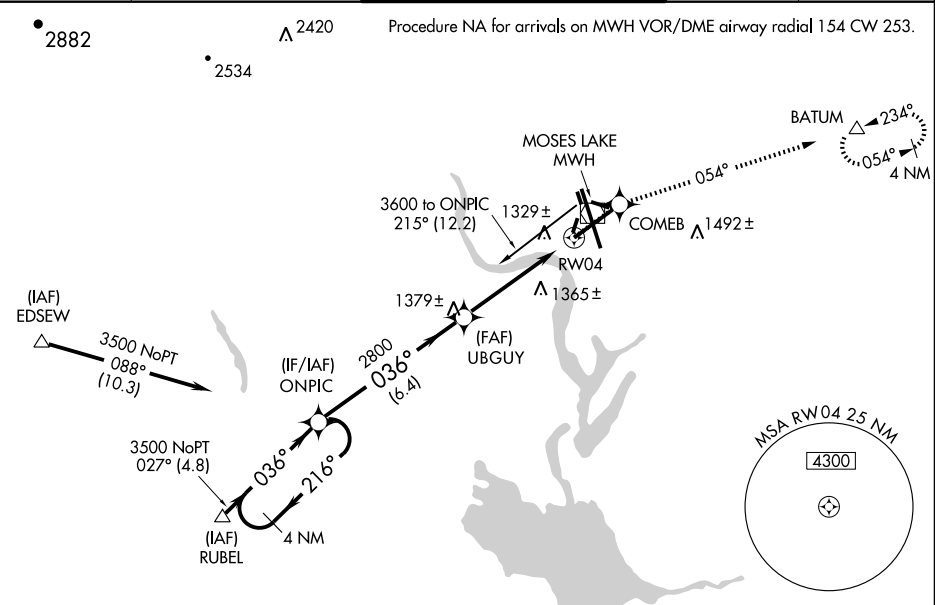 2882
2420
Procedure NA for arrivals on MWH VOR/DME airway radial 154 CW 253.
2534
BATUM
234°
054°
4 NM
MOSES LAKE
MWH
054°
3600 to ONPIC
215° (12.2)
1329±
COMEB
1492±
RW04
1379±
1365±
(IAF)
EDSEW
3500 NoPT
088°
(10.3)
(FAF)
UBGUY
(IF/IAF)
ONPIC
2800
036°
(6.4)
3500 NoPT
027° (4.8)
036°
216°
4 NM
(IAF)
RUBEL
MSA RW04 25 NM
4300